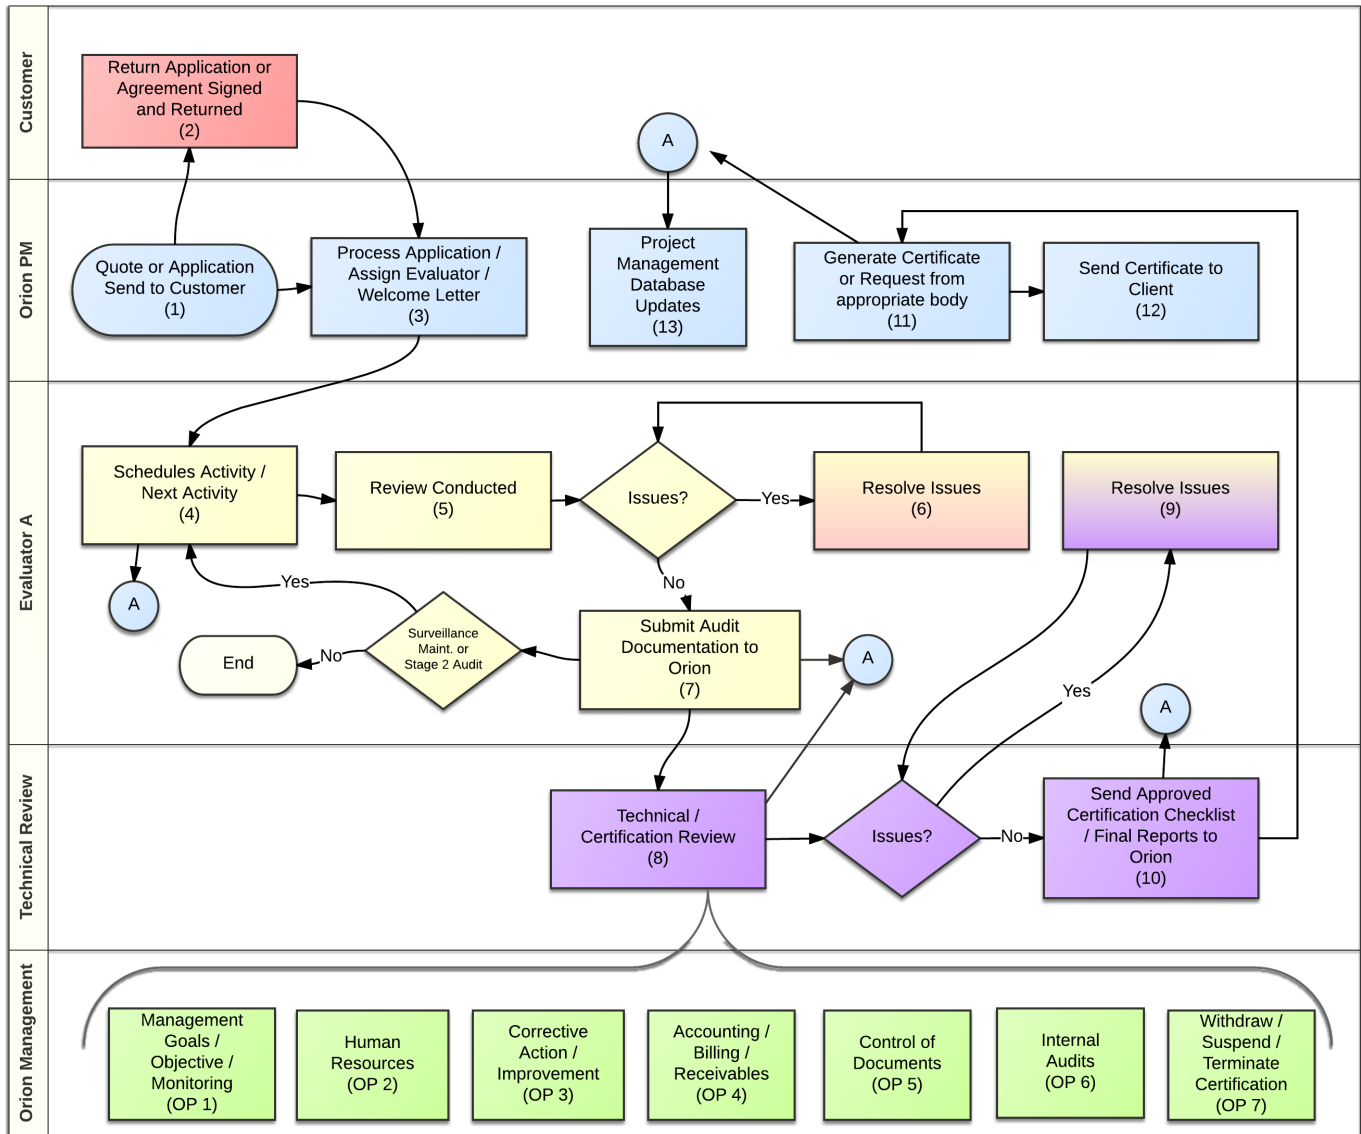 Customer
Return Application or
Agreement Signed
and Returned
(2)
A
Orion PM
Quote or Application
Send to Customer
(1)
Process Application /
Assign Evaluator /
Welcome Letter
(3)
Project
Management
Database
Updates
(13)
Generate Certificate
or Request from
appropriate body
(11)
Send Certificate to
Client
(12)
Evaluator A
Schedules Activity /
Next Activity
(4)
Review Conducted
(5)
Issues?
Yes
Resolve Issues
(6)
Resolve Issues
(9)
No
A
Yes
Surveillance
Maint. or
Stage 2 Audit
No
End
Submit Audit
Documentation to
Orion
(7)
A
Yes
A
Technical Review
Technical /
Certification Review
(8)
Issues?
No
Send Approved
Certification Checklist
/ Final Reports to
Orion
(10)
Orion Management
Management
Goals /
Objective /
Monitoring
(OP 1)
Human
Resources
(OP 2)
Corrective
Action /
Improvement
(OP 3)
Accounting /
Billing /
Receivables
(OP 4)
Control of
Documents
(OP 5)
Internal
Audits
(OP 6)
Withdraw /
Suspend /
Terminate
Certification
(OP 7)